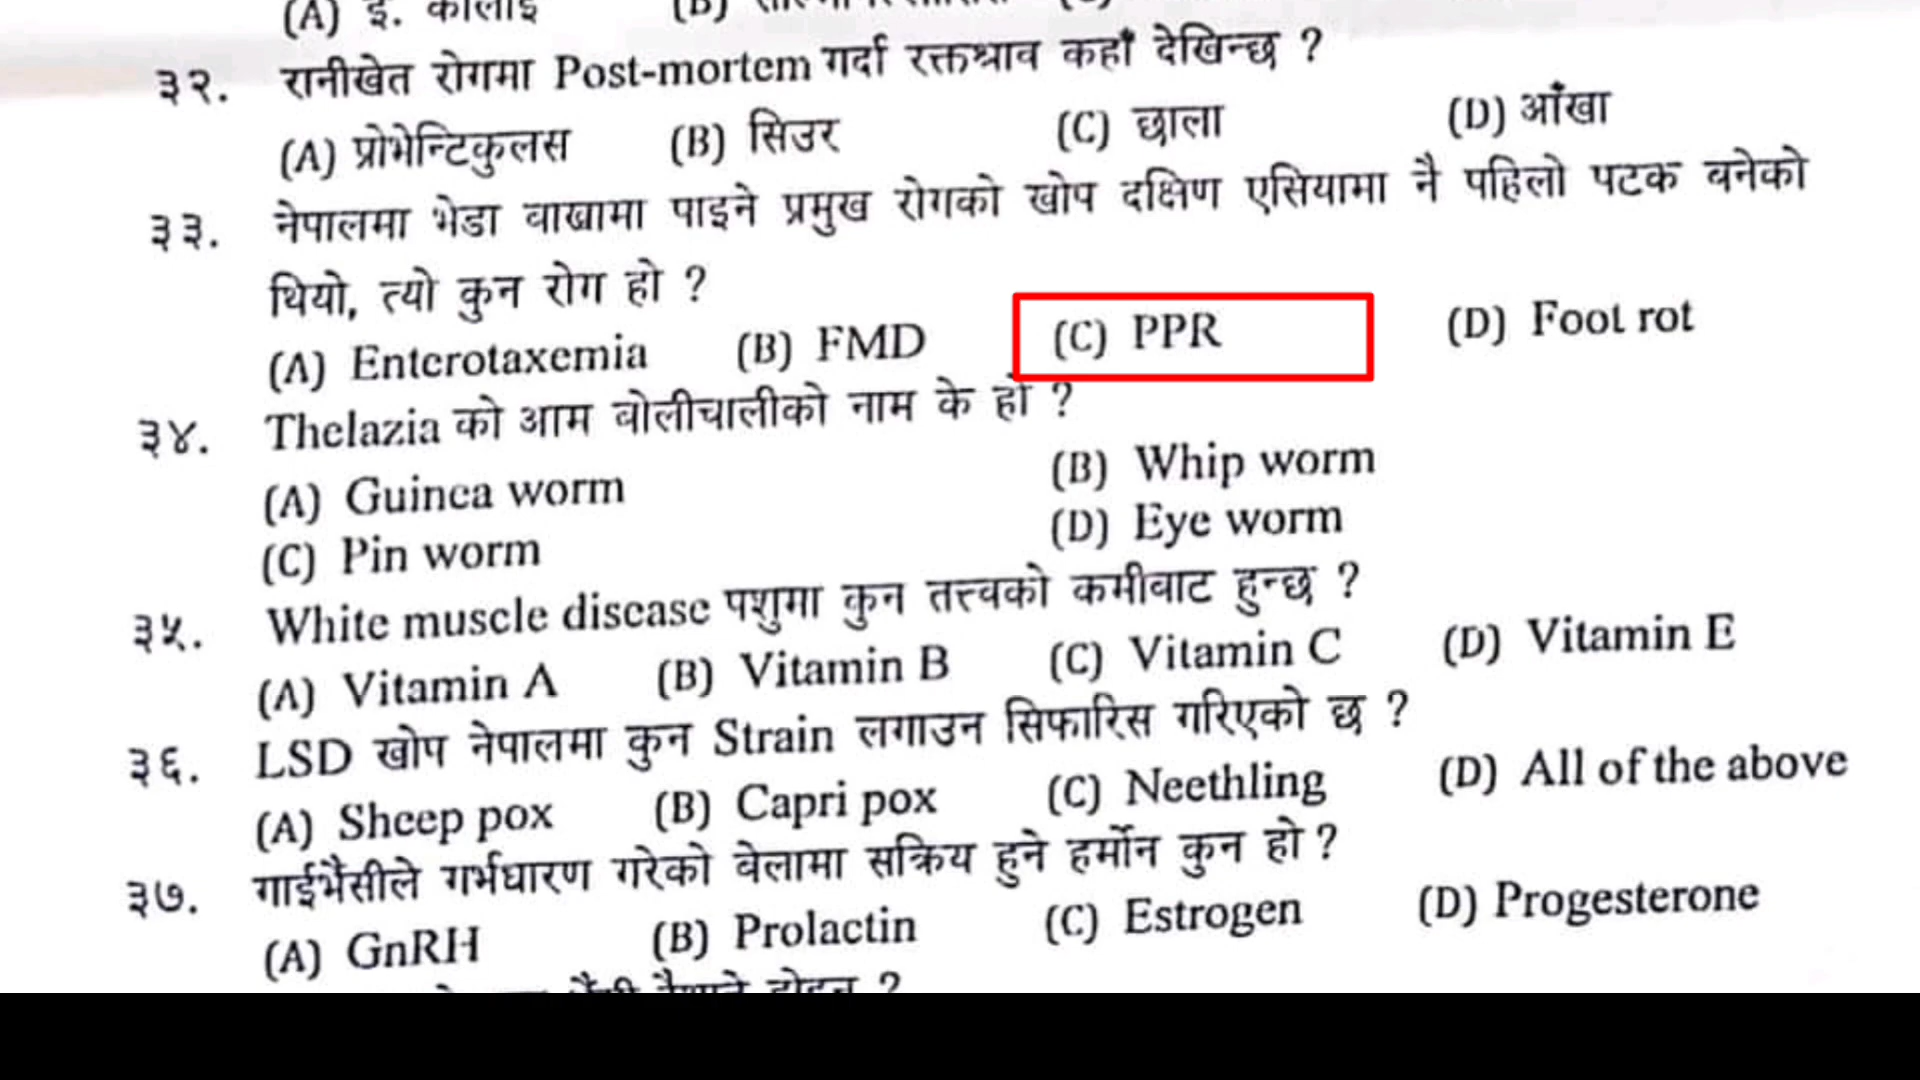 (A) ई. कोलाई (B)
३२. रानीखेत रोगमा Post-mortem गर्दा रक्तश्राव कहाँ देखिन्छ ?
(A) प्रोभेन्टिकुलस (B) सिउर (C) छाला (D) आँखा
३३. नेपालमा भेडा बाख्रामा पाइने प्रमुख रोगको खोप दक्षिण एसियामा नै पहिलो पटक बनेको
थियो, त्यो कुन रोग हो ?
(A) Enterotaxemia (B) FMD (C) PPR (D) Foot rot
३४. Thelazia को आम बोलीचालीको नाम के हो ?
(A) Guinea worm (B) Whip worm
(C) Pin worm (D) Eye worm
३५. White muscle disease पशुमा कुन तत्त्वको कमीबाट हुन्छ ?
(A) Vitamin A (B) Vitamin B (C) Vitamin C (D) Vitamin E
३६. LSD खोप नेपालमा कुन Strain लगाउन सिफारिस गरिएको छ ?
(A) Sheep pox (B) Capri pox (C) Neethling (D) All of the above
३७. गाईभैंसीले गर्भधारण गरेको बेलामा सक्रिय हुने हर्मोन कुन हो ?
(A) GnRH (B) Prolactin (C) Estrogen (D) Progesterone